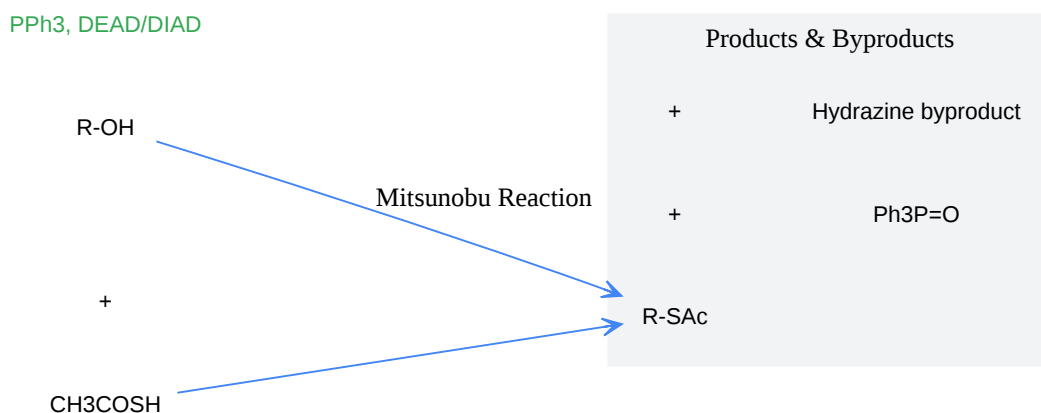 PPh3, DEAD/DIAD
Products & Byproducts
+ Hydrazine byproduct
R-OH
Mitsunobu Reaction
+ Ph3P=O
+
R-SAc
CH3COSH